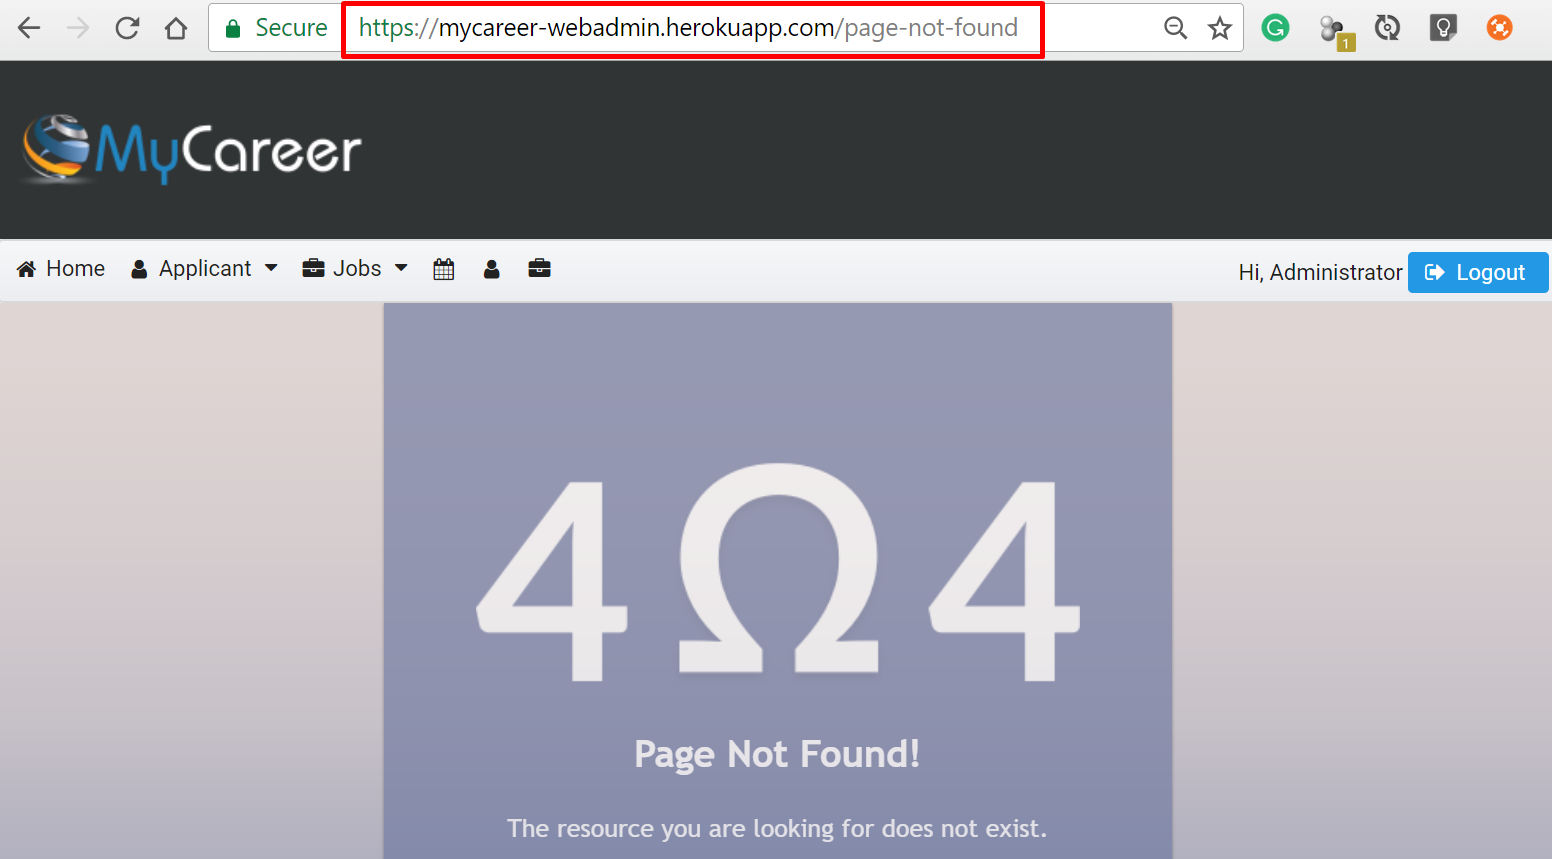 Secure https://mycareer-webadmin.herokuapp.com/page-not-found
1
MyCareer
Home Applicant Jobs Hi, Administrator Logout
4Ω4
Page Not Found!
The resource you are looking for does not exist.